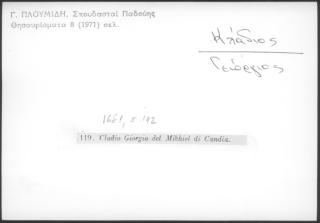 Γ. ΠΛΟΥΜΙΔΗ, Σπουδασταί Παδούης
Θησαυρίσματα 8 (1971) σελ.
Κλάδιος
Γεώργιος
1661, σ. 142
119. Cladio Giorgio del Mikhiel di Candia.